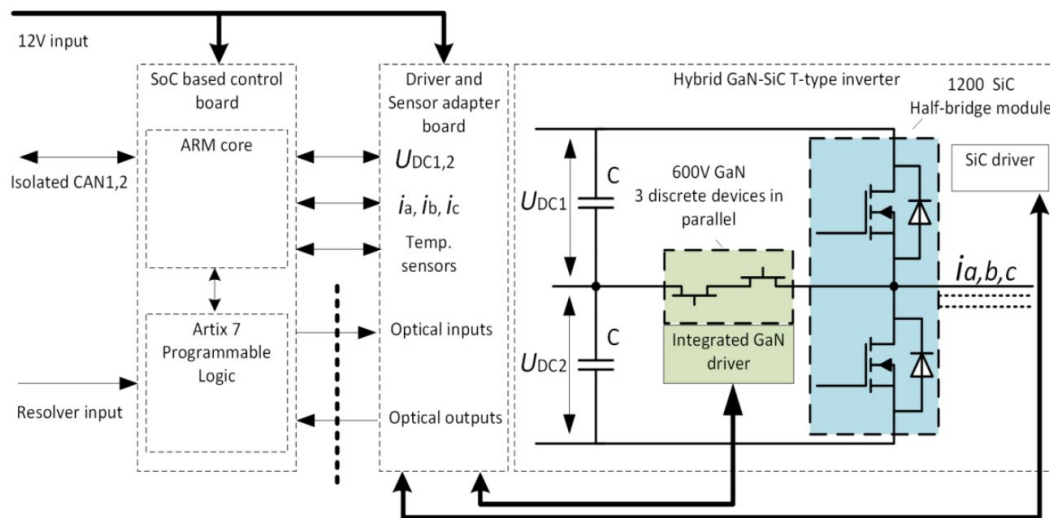 12V input
SoC based control
board
ARM core
Isolated CAN1,2
Artix 7
Programmable
Logic
Resolver input
Driver and
Sensor adapter
board
UDC1,2
ia, ib, ic
Temp.
sensors
Optical inputs
Optical outputs
Hybrid GaN-SiC T-type inverter
1200 SiC
Half-bridge module
SiC driver
600V GaN
3 discrete devices in
parallel
C
UDC1
ia,b,c
C
UDC2
Integrated GaN
driver